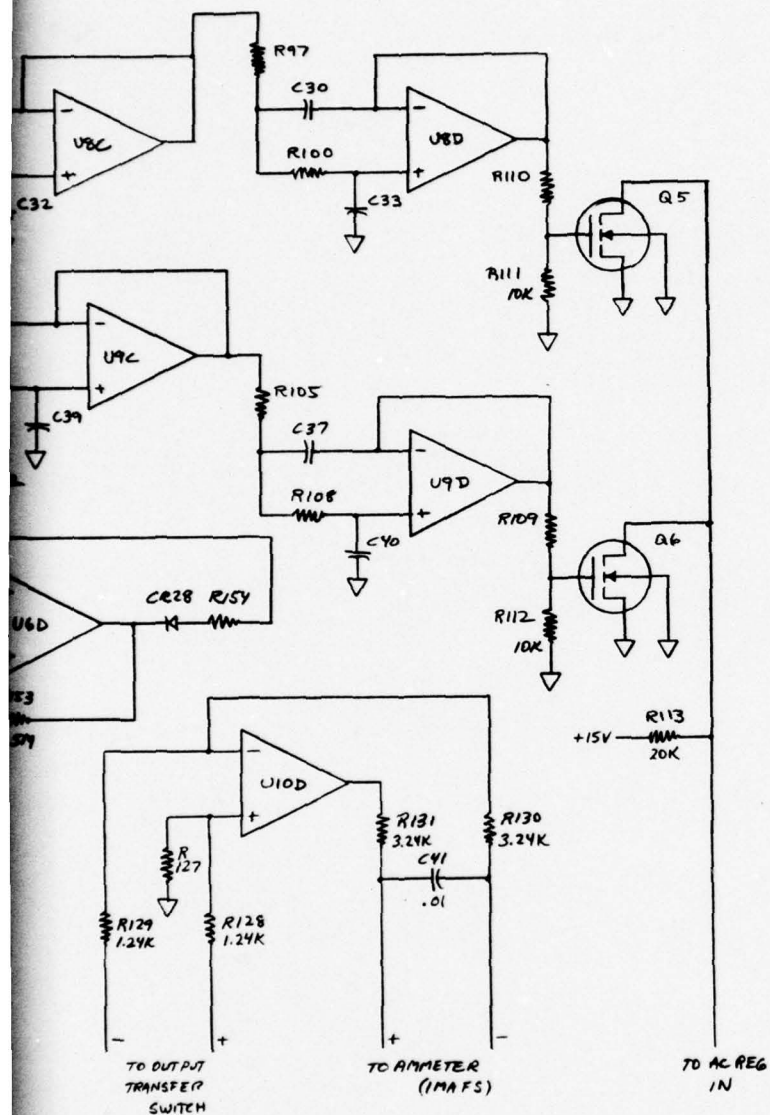 R97
C30
-
-
U8C
U8D
+
R100
+
R110
C32
C33
Q5
R111
10K
-
U9C
+
R105
C39
C37
-
U9D
R108
+
R109
C40
Q6
CR28 R154
U6D
R112
10K
R113
+15V
20K
-
U10D
+
R131
3.24K
R130
3.24K
R
127
C41
.01
R129
1.24K
R128
1.24K
- +
+ -
TO OUTPUT
TRANSFER
SWITCH
TO AMMETER
(1MA FS)
TO AC REG
IN